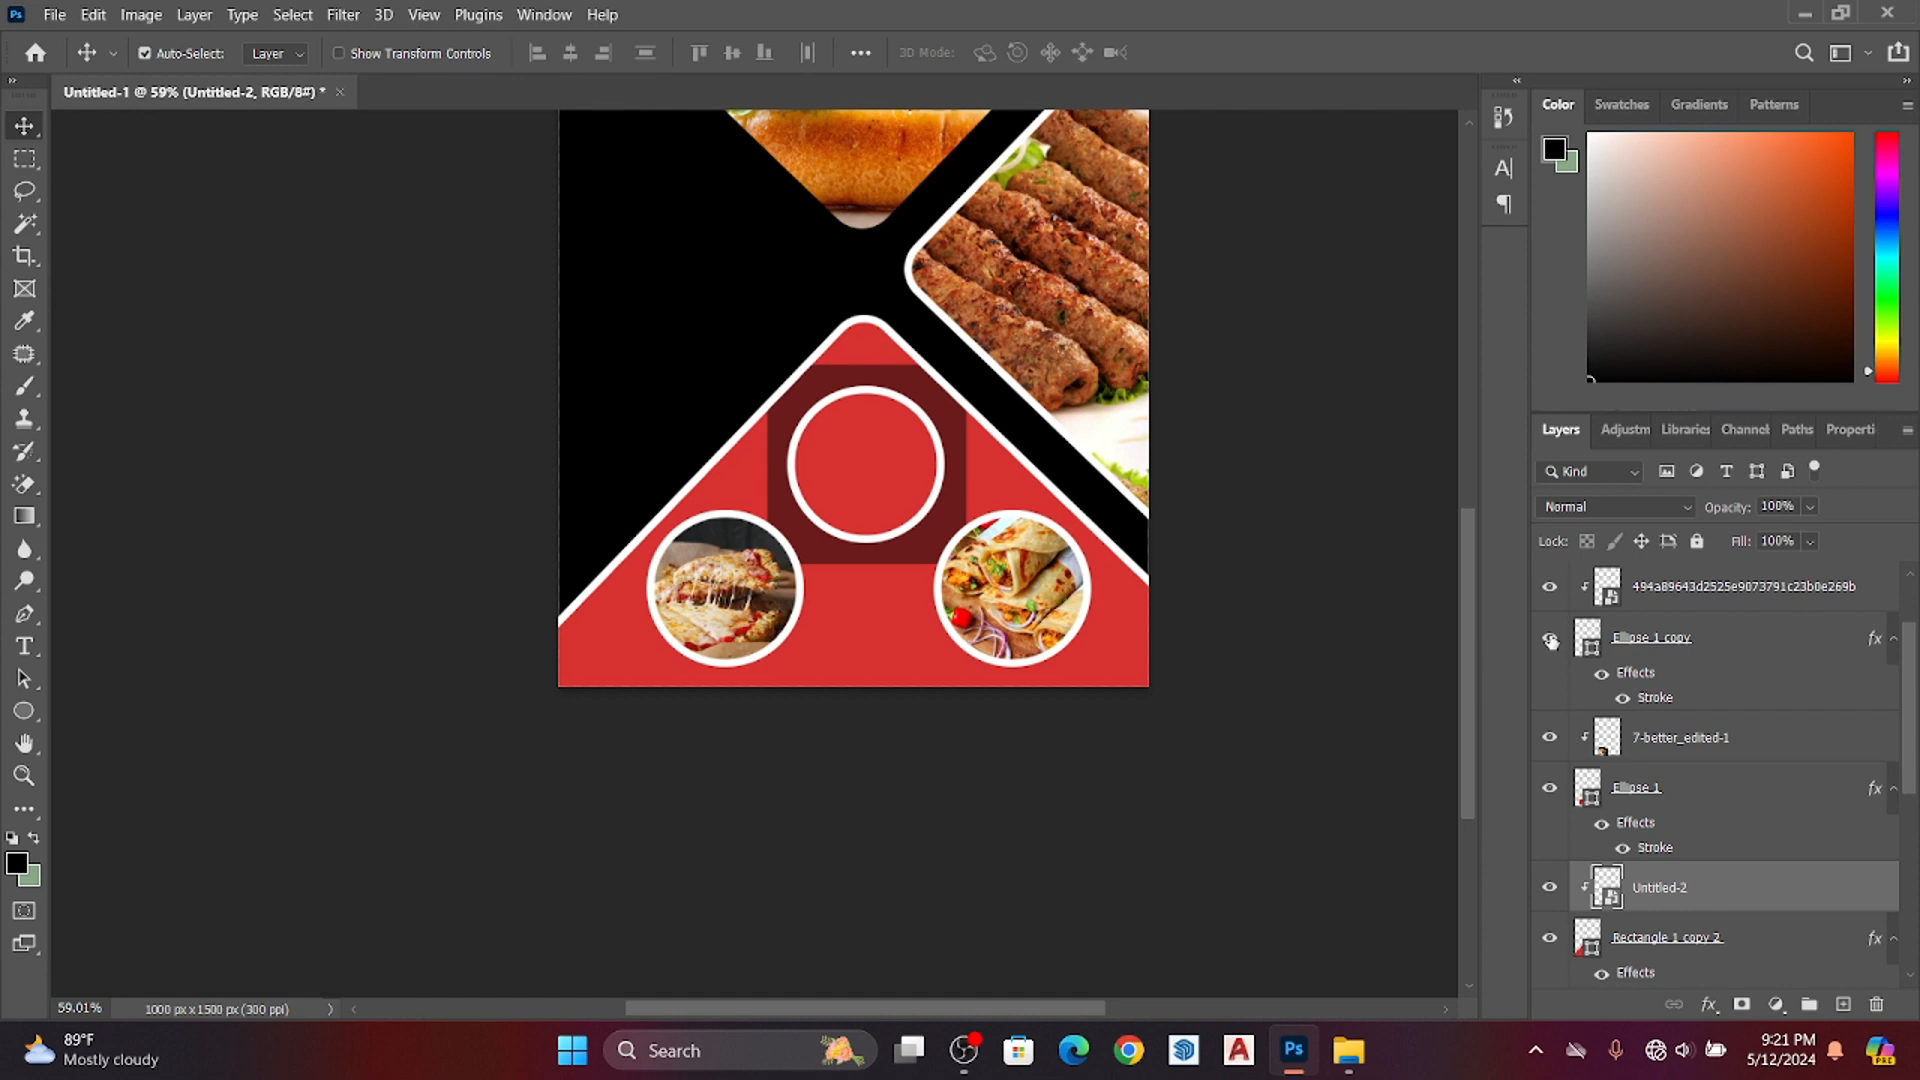 File Edit Image Layer Type Select Filter 3D View Plugins Window Help
Auto-Select: Layer Show Transform Controls 3D Mode:
Untitled-1 @ 59% (Untitled-2, RGB/8#) *
Color Swatches Gradients Patterns
Layers Adjustm Libraries Channel Paths Properti
Kind
Normal Opacity: 100%
Lock: Fill: 100%
494a89643d2525e9073791c23b0e269b
Ellipse 1 copy fx
Effects
Stroke
7-better_edited-1
Ellipse 1 fx
Effects
Stroke
Untitled-2
Rectangle 1 copy 2 fx
Effects
59.01% 1000 px x 1500 px (300 ppi)
89°F
Mostly cloudy
Search
9:21 PM
5/12/2024